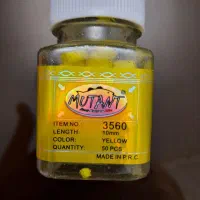 MUTANT
ITEM NO. 3560
LENGTH: 10mm
COLOR: YELLOW
QUANTITY: 50 PCS
MADE IN P.R.C.